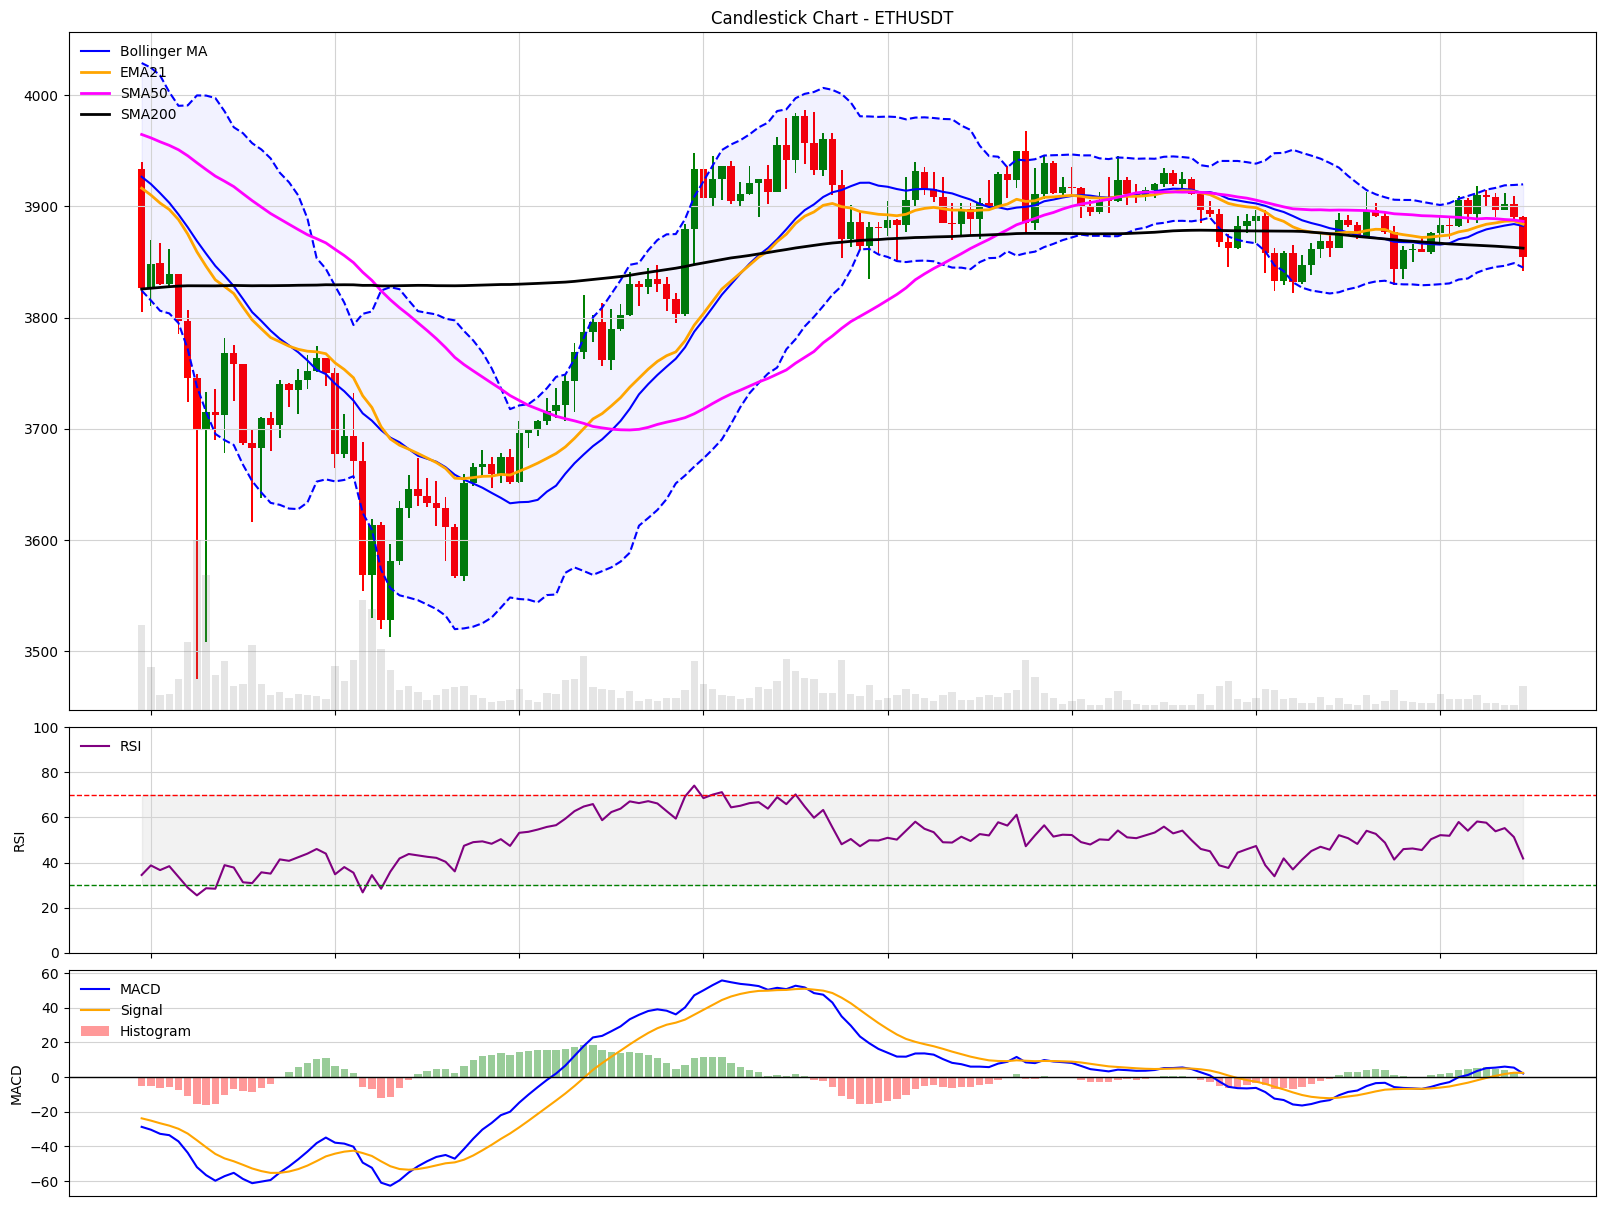 Candlestick Chart - ETHUSDT
Bollinger MA
EMA21
SMA50
SMA200
4000
3900
3800
3700
3600
3500
RSI
100
80
60
40
20
0
RSI
MACD
Signal
Histogram
60
40
20
0
−20
−40
−60
MACD